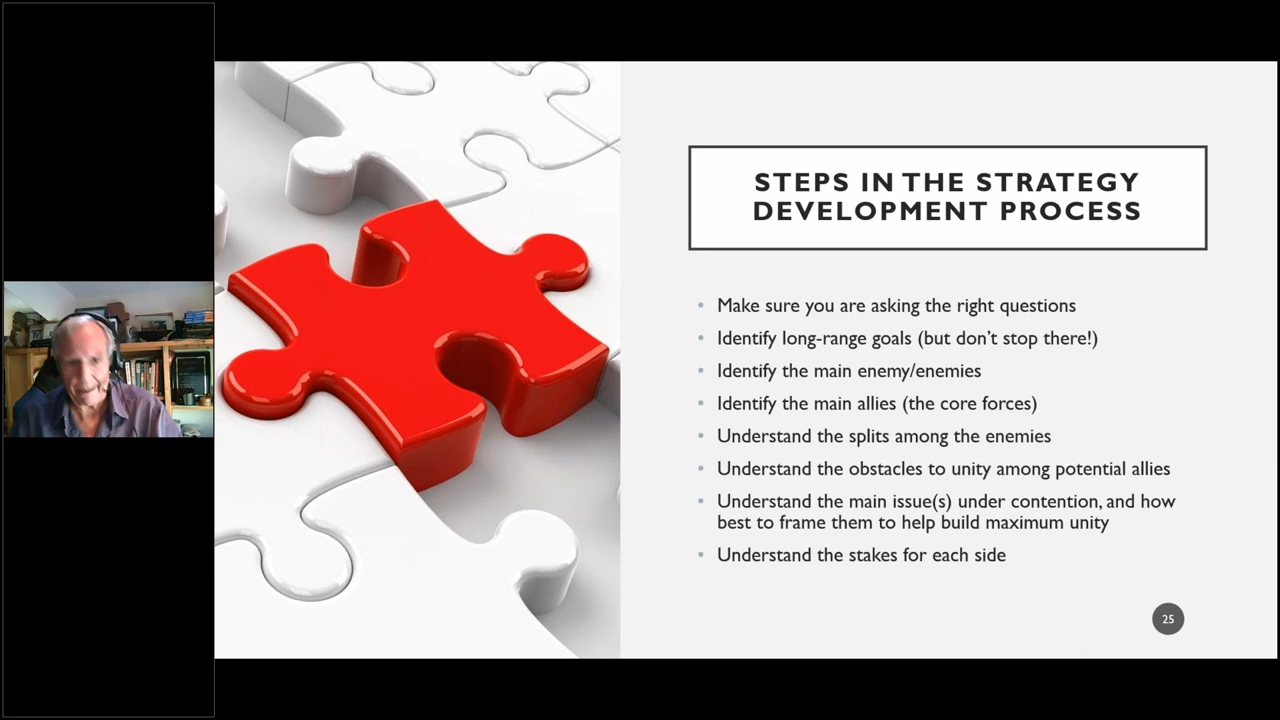 STEPS IN THE STRATEGY
DEVELOPMENT PROCESS
• Make sure you are asking the right questions
• Identify long-range goals (but don’t stop there!)
• Identify the main enemy/enemies
• Identify the main allies (the core forces)
• Understand the splits among the enemies
• Understand the obstacles to unity among potential allies
• Understand the main issue(s) under contention, and how
best to frame them to help build maximum unity
• Understand the stakes for each side
25